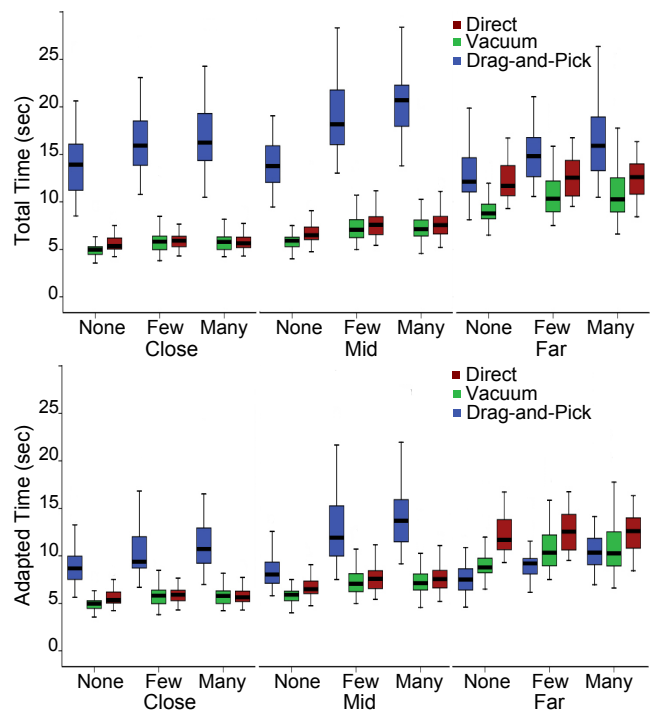 Direct
Vacuum
Drag-and-Pick
Total Time (sec)
30
25
20
15
10
5
0
None Few Many None Few Many None Few Many
Close Mid Far
Direct
Vacuum
Drag-and-Pick
Adapted Time (sec)
30
25
20
15
10
5
0
None Few Many None Few Many None Few Many
Close Mid Far